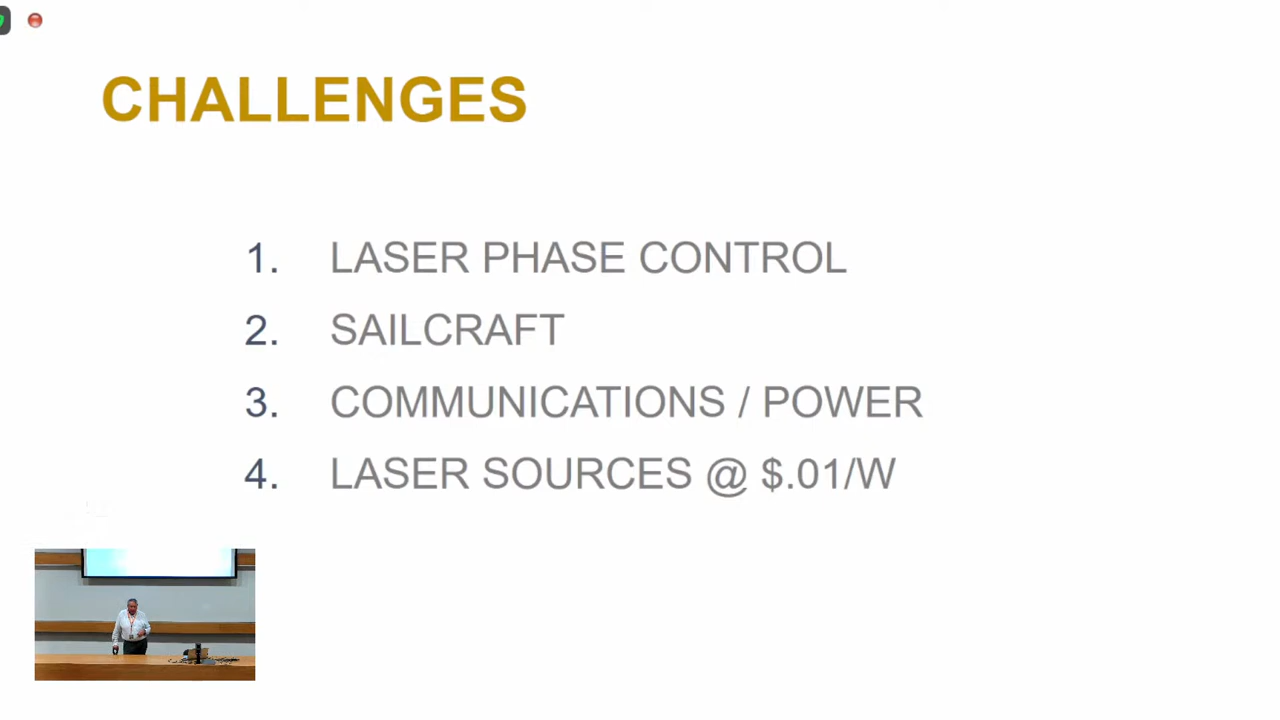 CHALLENGES
1. LASER PHASE CONTROL
2. SAILCRAFT
3. COMMUNICATIONS / POWER
4. LASER SOURCES @ $.01/W